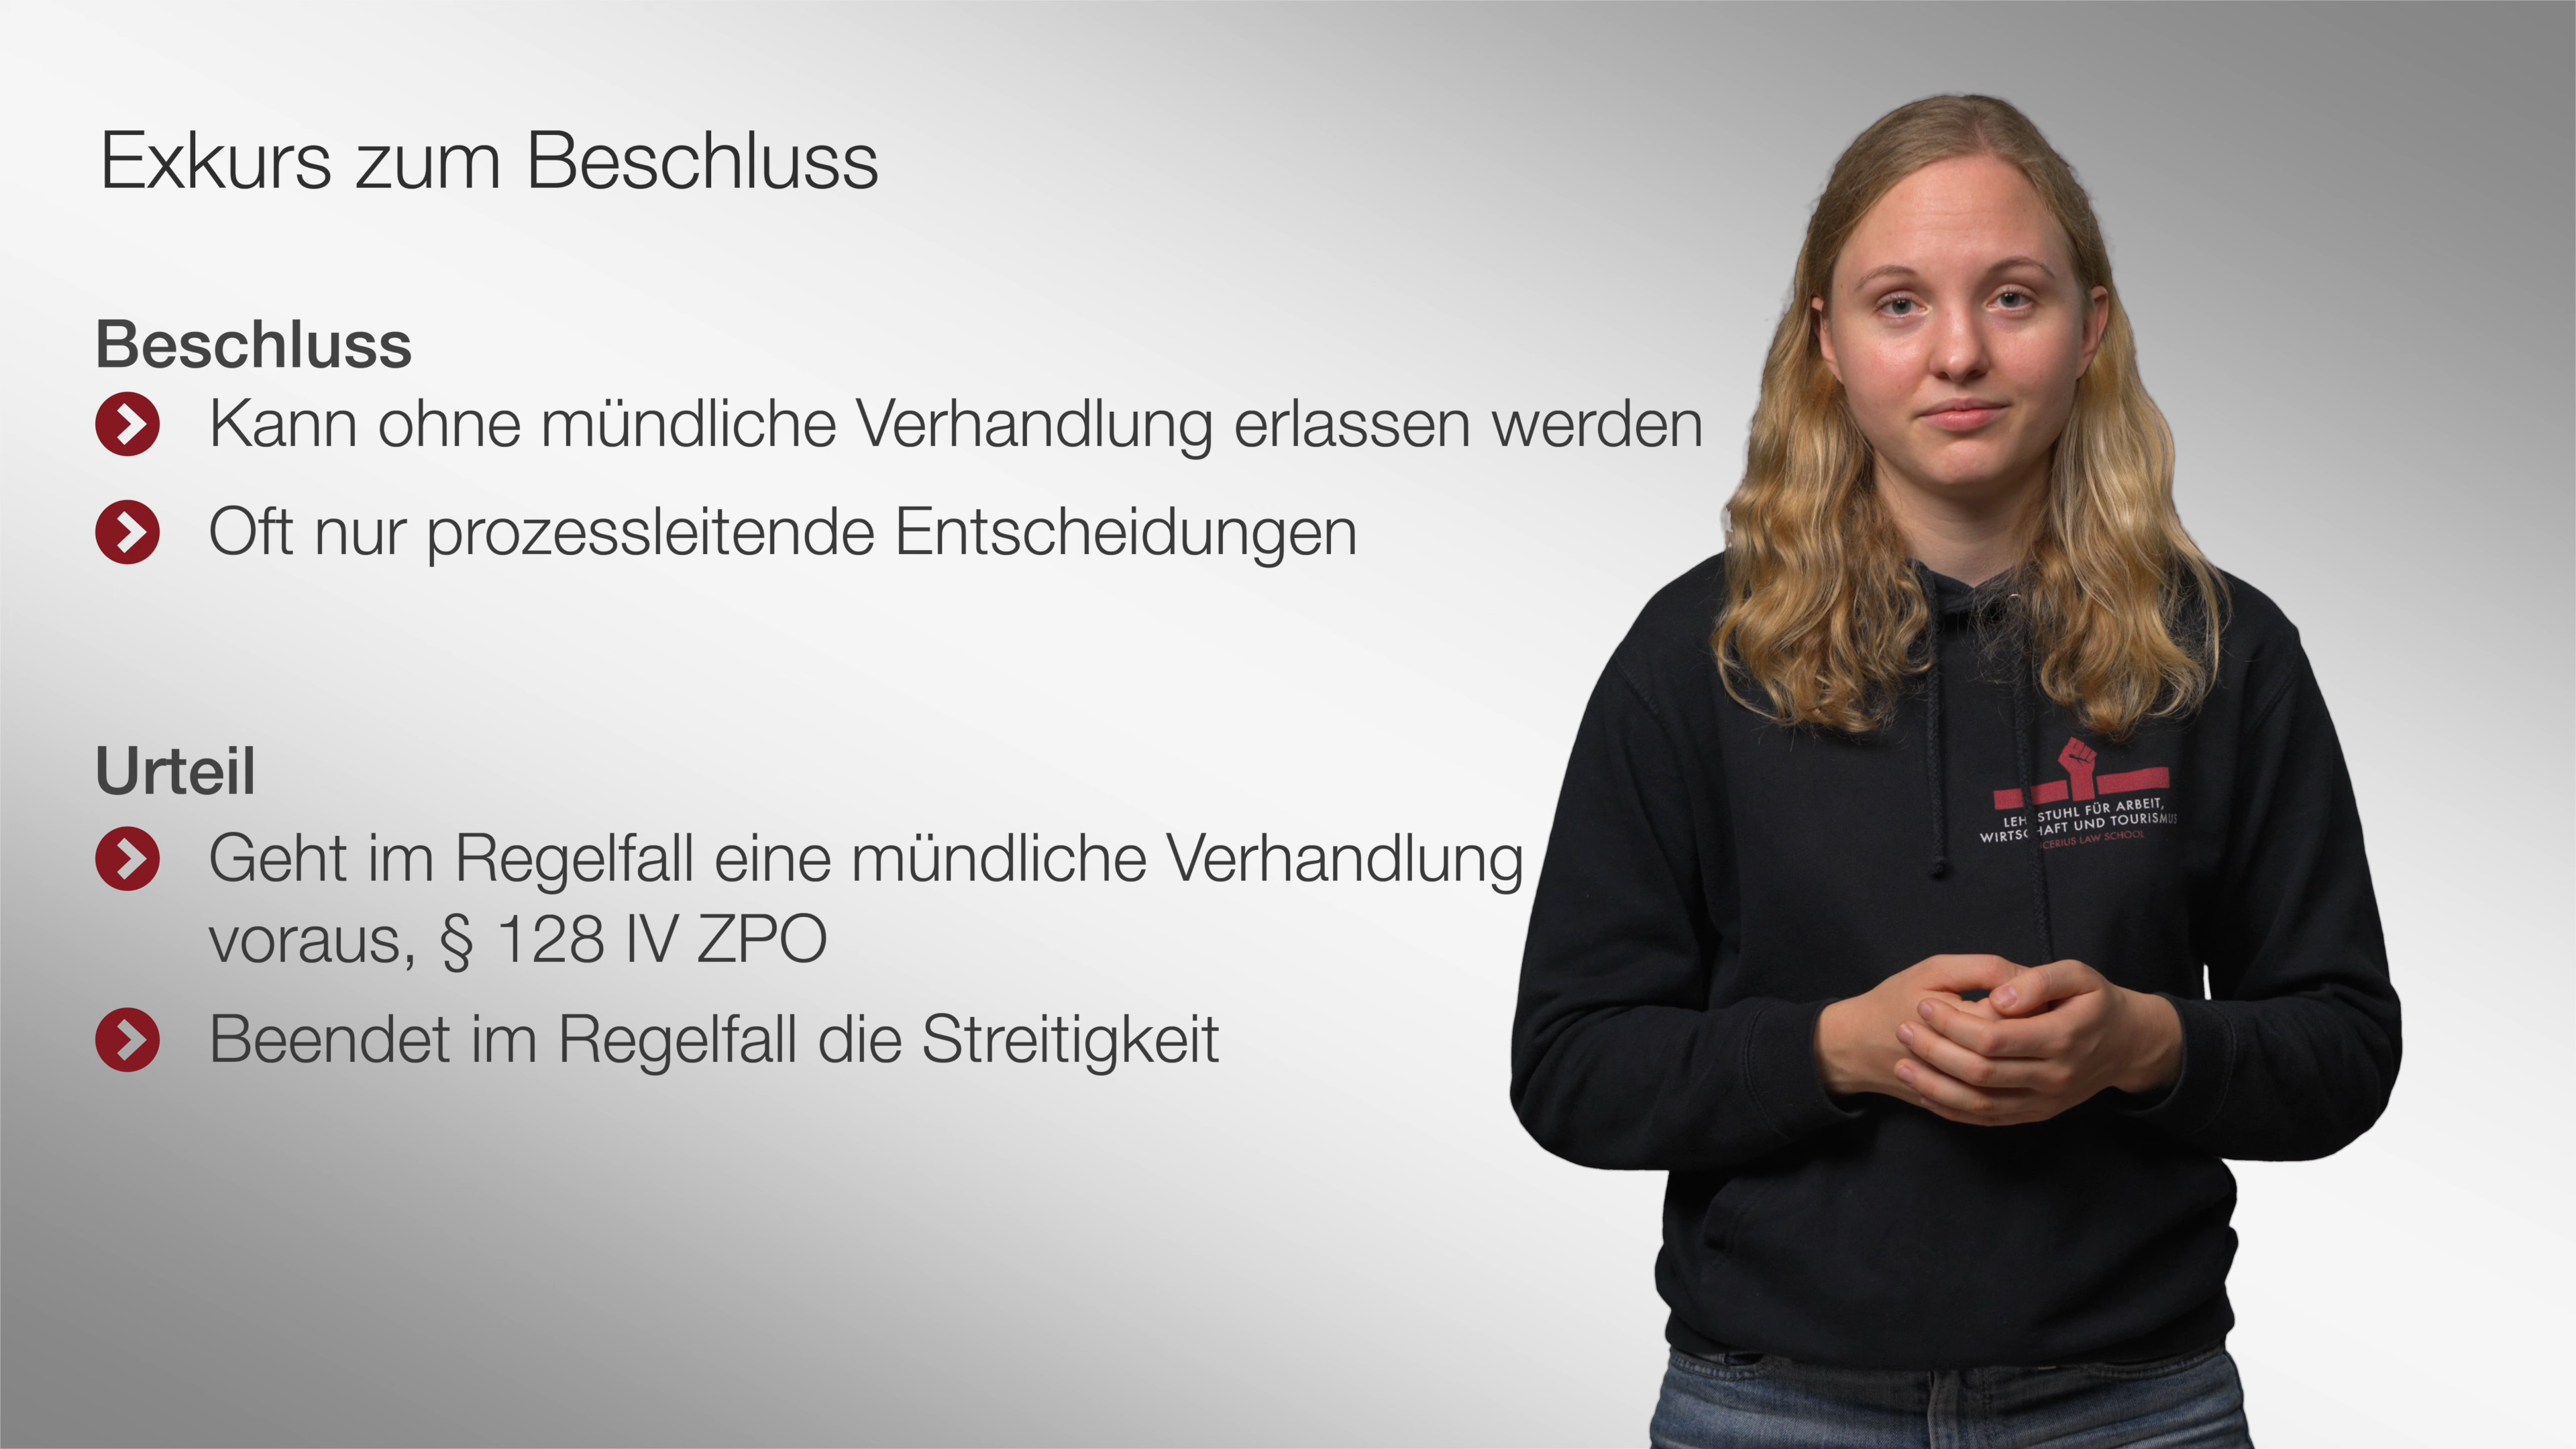 Exkurs zum Beschluss
Beschluss
Kann ohne mündliche Verhandlung erlassen werden
Oft nur prozessleitende Entscheidungen
Urteil
Geht im Regelfall eine mündliche Verhandlung
voraus, § 128 IV ZPO
Beendet im Regelfall die Streitigkeit
STUHL FÜR ARBEIT,
UND TOURISMUS
LAW SCHOOL